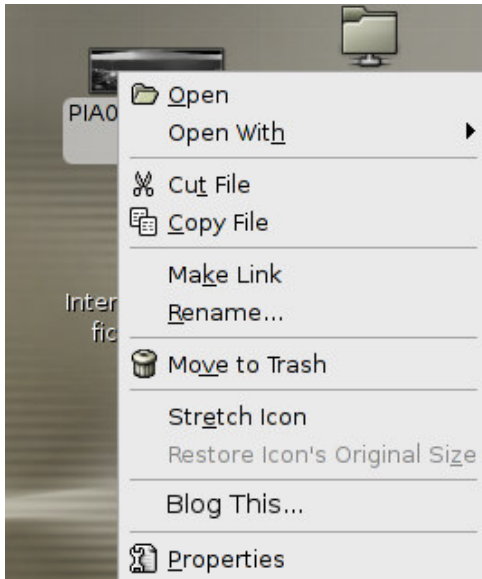 PIA0
Open
Open With
Cut File
Copy File
Inter
Make Link
fic
Rename...
Move to Trash
Stretch Icon
Restore Icon's Original Size
Blog This...
Properties